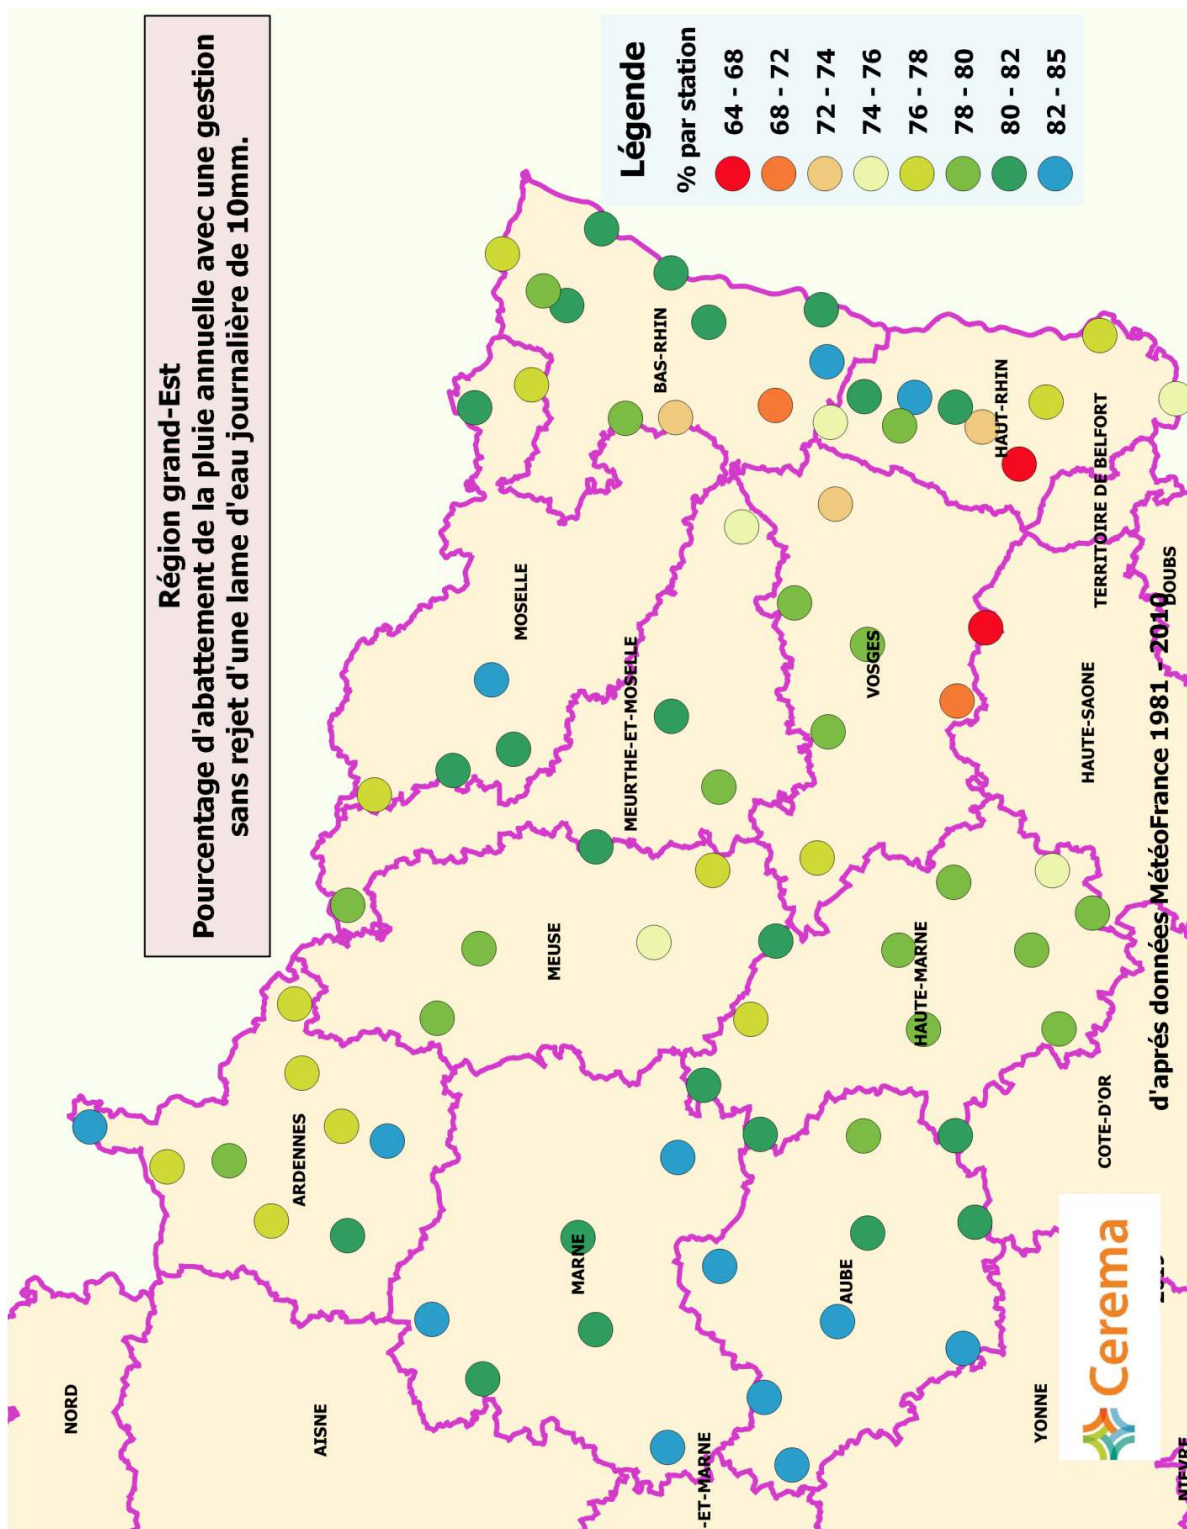 Région grand-Est
Pourcentage d'abattement de la pluie annuelle avec une gestion
sans rejet d'une lame d'eau journalière de 10mm.
NORD
AISNE
ARDENNES
MARNE
-ET-MARNE
AUBE
YONNE
NIEVRE
COTE-D'OR
MEUSE
HAUTE-MARNE
MEURTHE-ET-MOSELLE
MOSELLE
VOSGES
HAUTE-SAONE
BAS-RHIN
HAUT-RHIN
TERRITOIRE DE BELFORT
DOUBS
Légende
% par station
64 - 68
68 - 72
72 - 74
74 - 76
76 - 78
78 - 80
80 - 82
82 - 85
Cerema
d'aprés données MétéoFrance 1981 - 2010